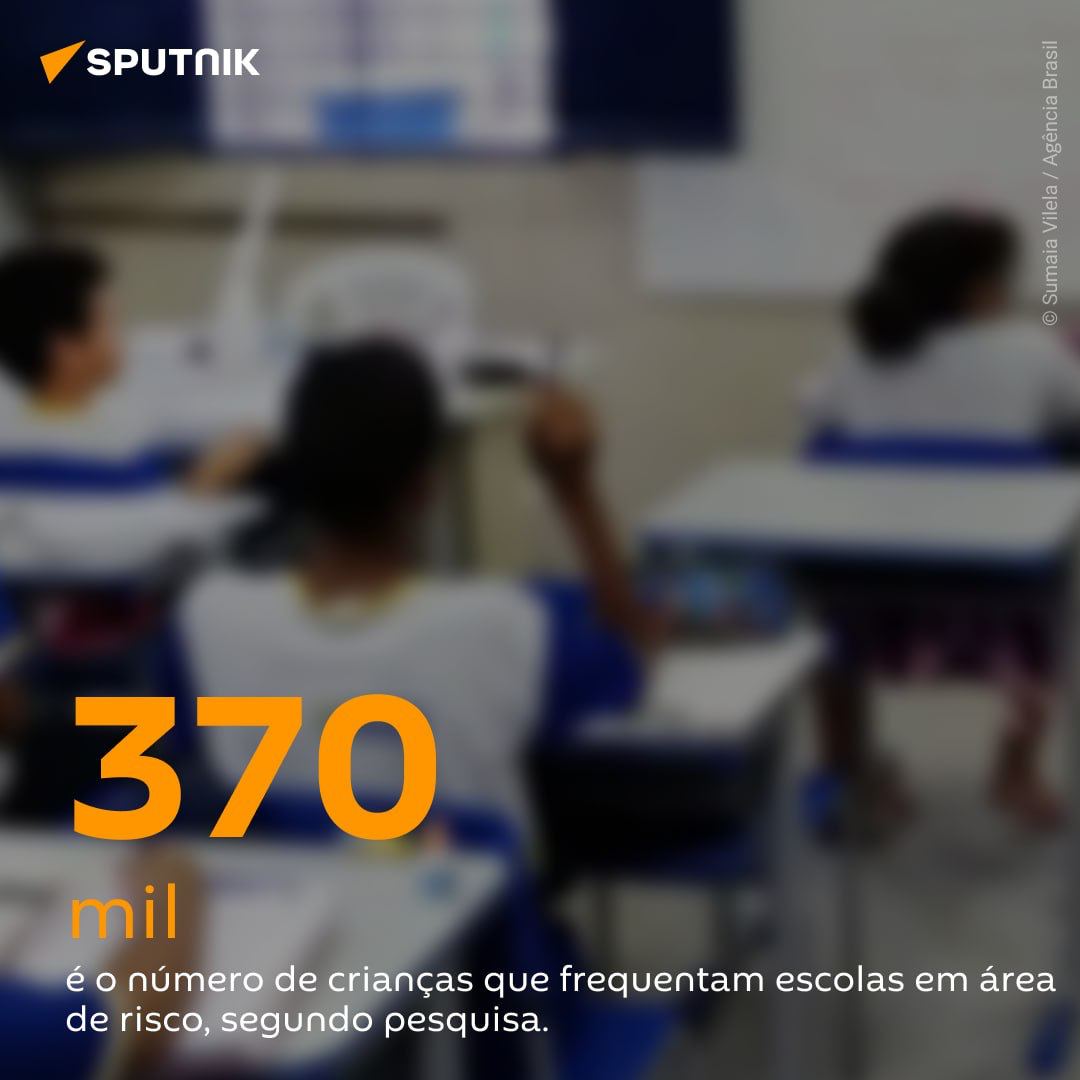 SPUTNIK
© Sumaia Vilela / Agência Brasil
370
mil
é o número de crianças que frequentam escolas em área
de risco, segundo pesquisa.